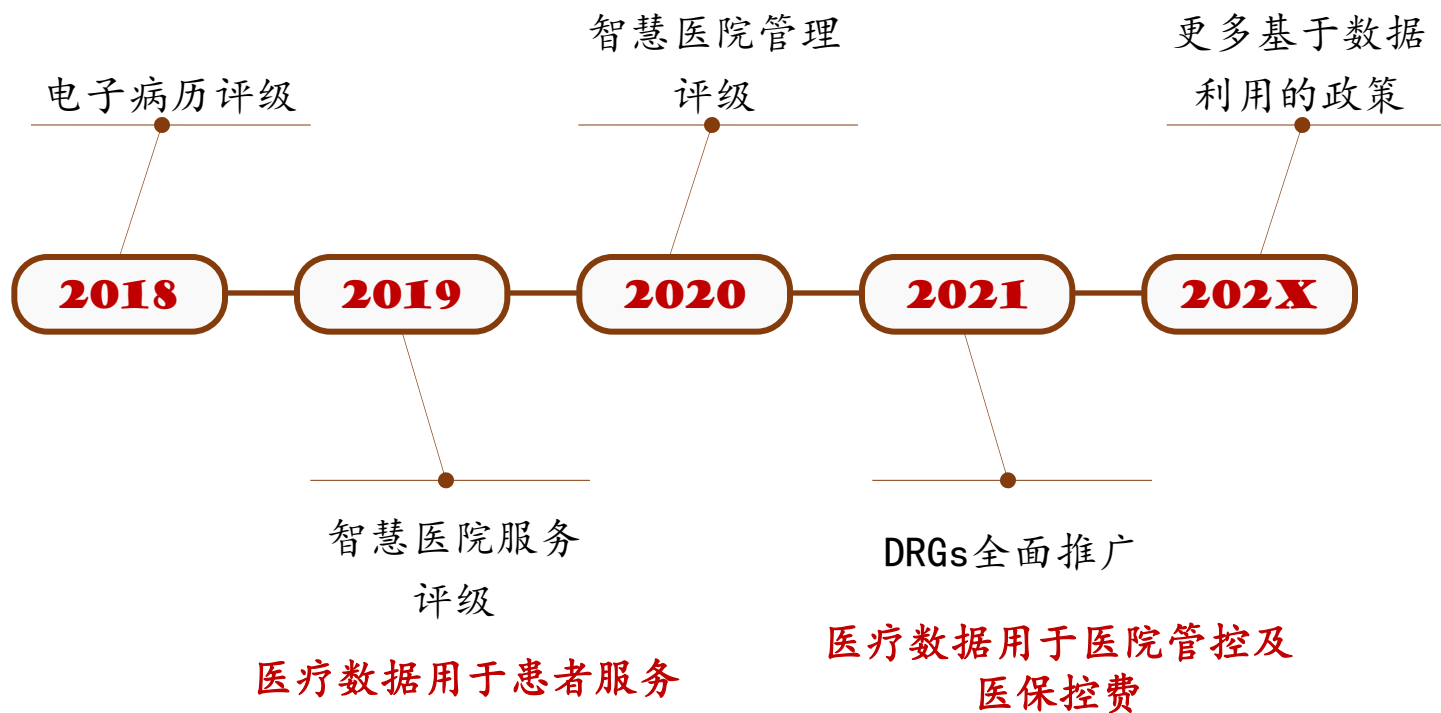 智慧医院管理
评级
更多基于数据
利用的政策
电子病历评级
2018
2019
2020
2021
202X
智慧医院服务
评级
医疗数据用于患者服务
DRGs全面推广
医疗数据用于医院管控及
医保控费